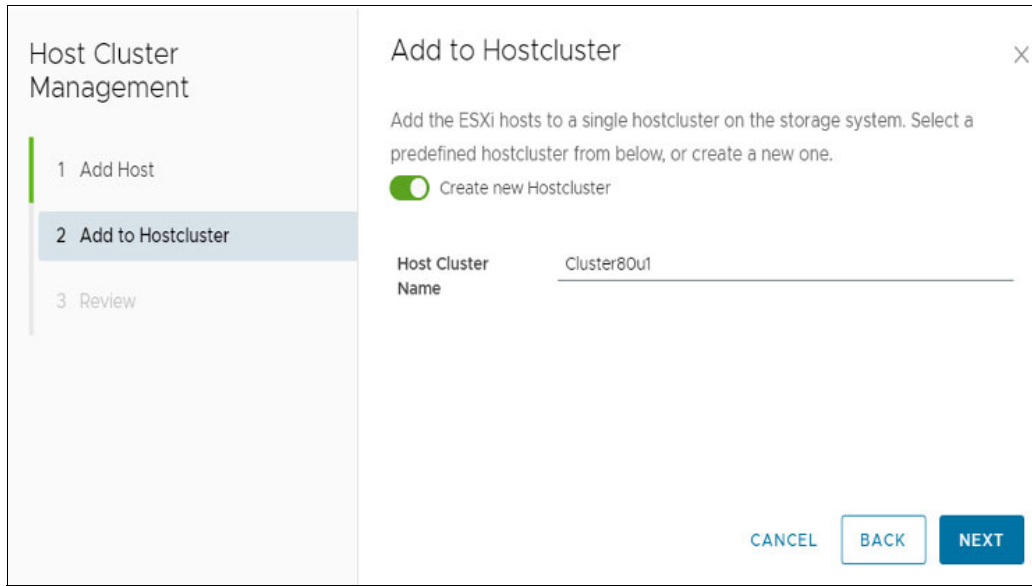 Host Cluster
Management
1 Add Host
2 Add to Hostcluster
3 Review
Add to Hostcluster
Add the ESXi hosts to a single hostcluster on the storage system. Select a
predefined hostcluster from below, or create a new one.
Create new Hostcluster
Host Cluster
Name
Cluster80u1
CANCEL
BACK
NEXT